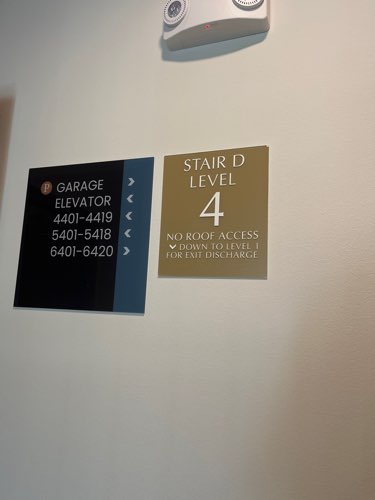 P GARAGE >
ELEVATOR <
4401-4419 <
5401-5418 <
6401-6420 >
STAIR D
LEVEL
4
NO ROOF ACCESS
DOWN TO LEVEL 1
FOR EXIT DISCHARGE